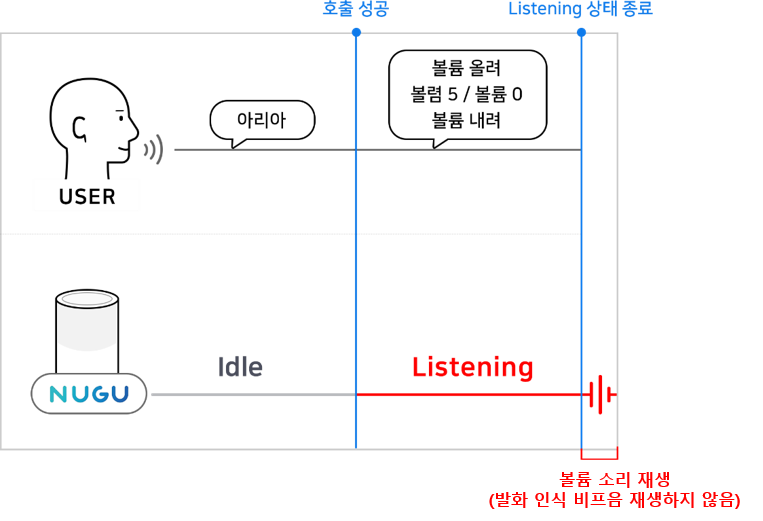 호출 성공
Listening 상태 종료
볼륨 올려
볼렴 5 / 볼륨 0
볼륨 내려
아리아
USER
Idle
Listening
NUGU
볼륨 소리 재생
(발화 인식 비프음 재생하지 않음)